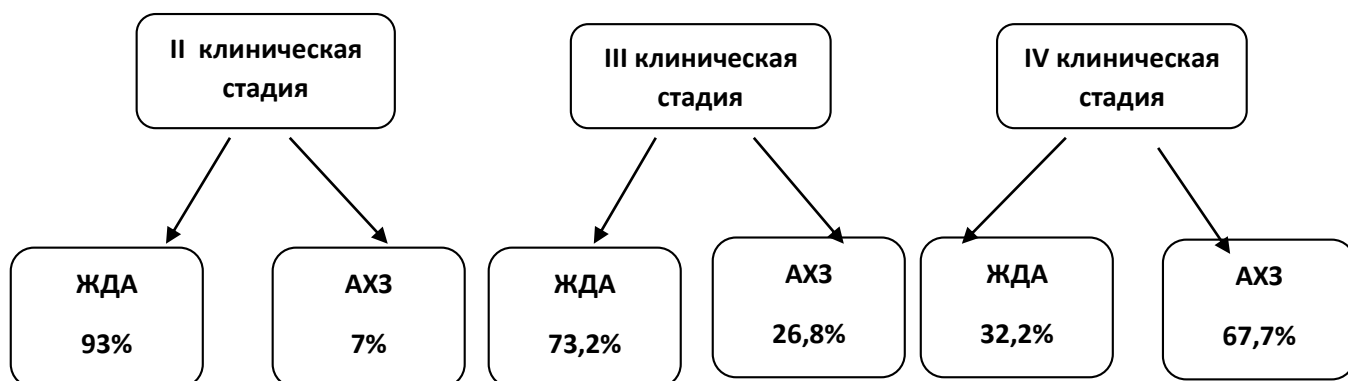 II клиническая
стадия
III клиническая
стадия
IV клиническая
стадия
ЖДА
93%
АХЗ
7%
ЖДА
73,2%
АХЗ
26,8%
ЖДА
32,2%
АХЗ
67,7%